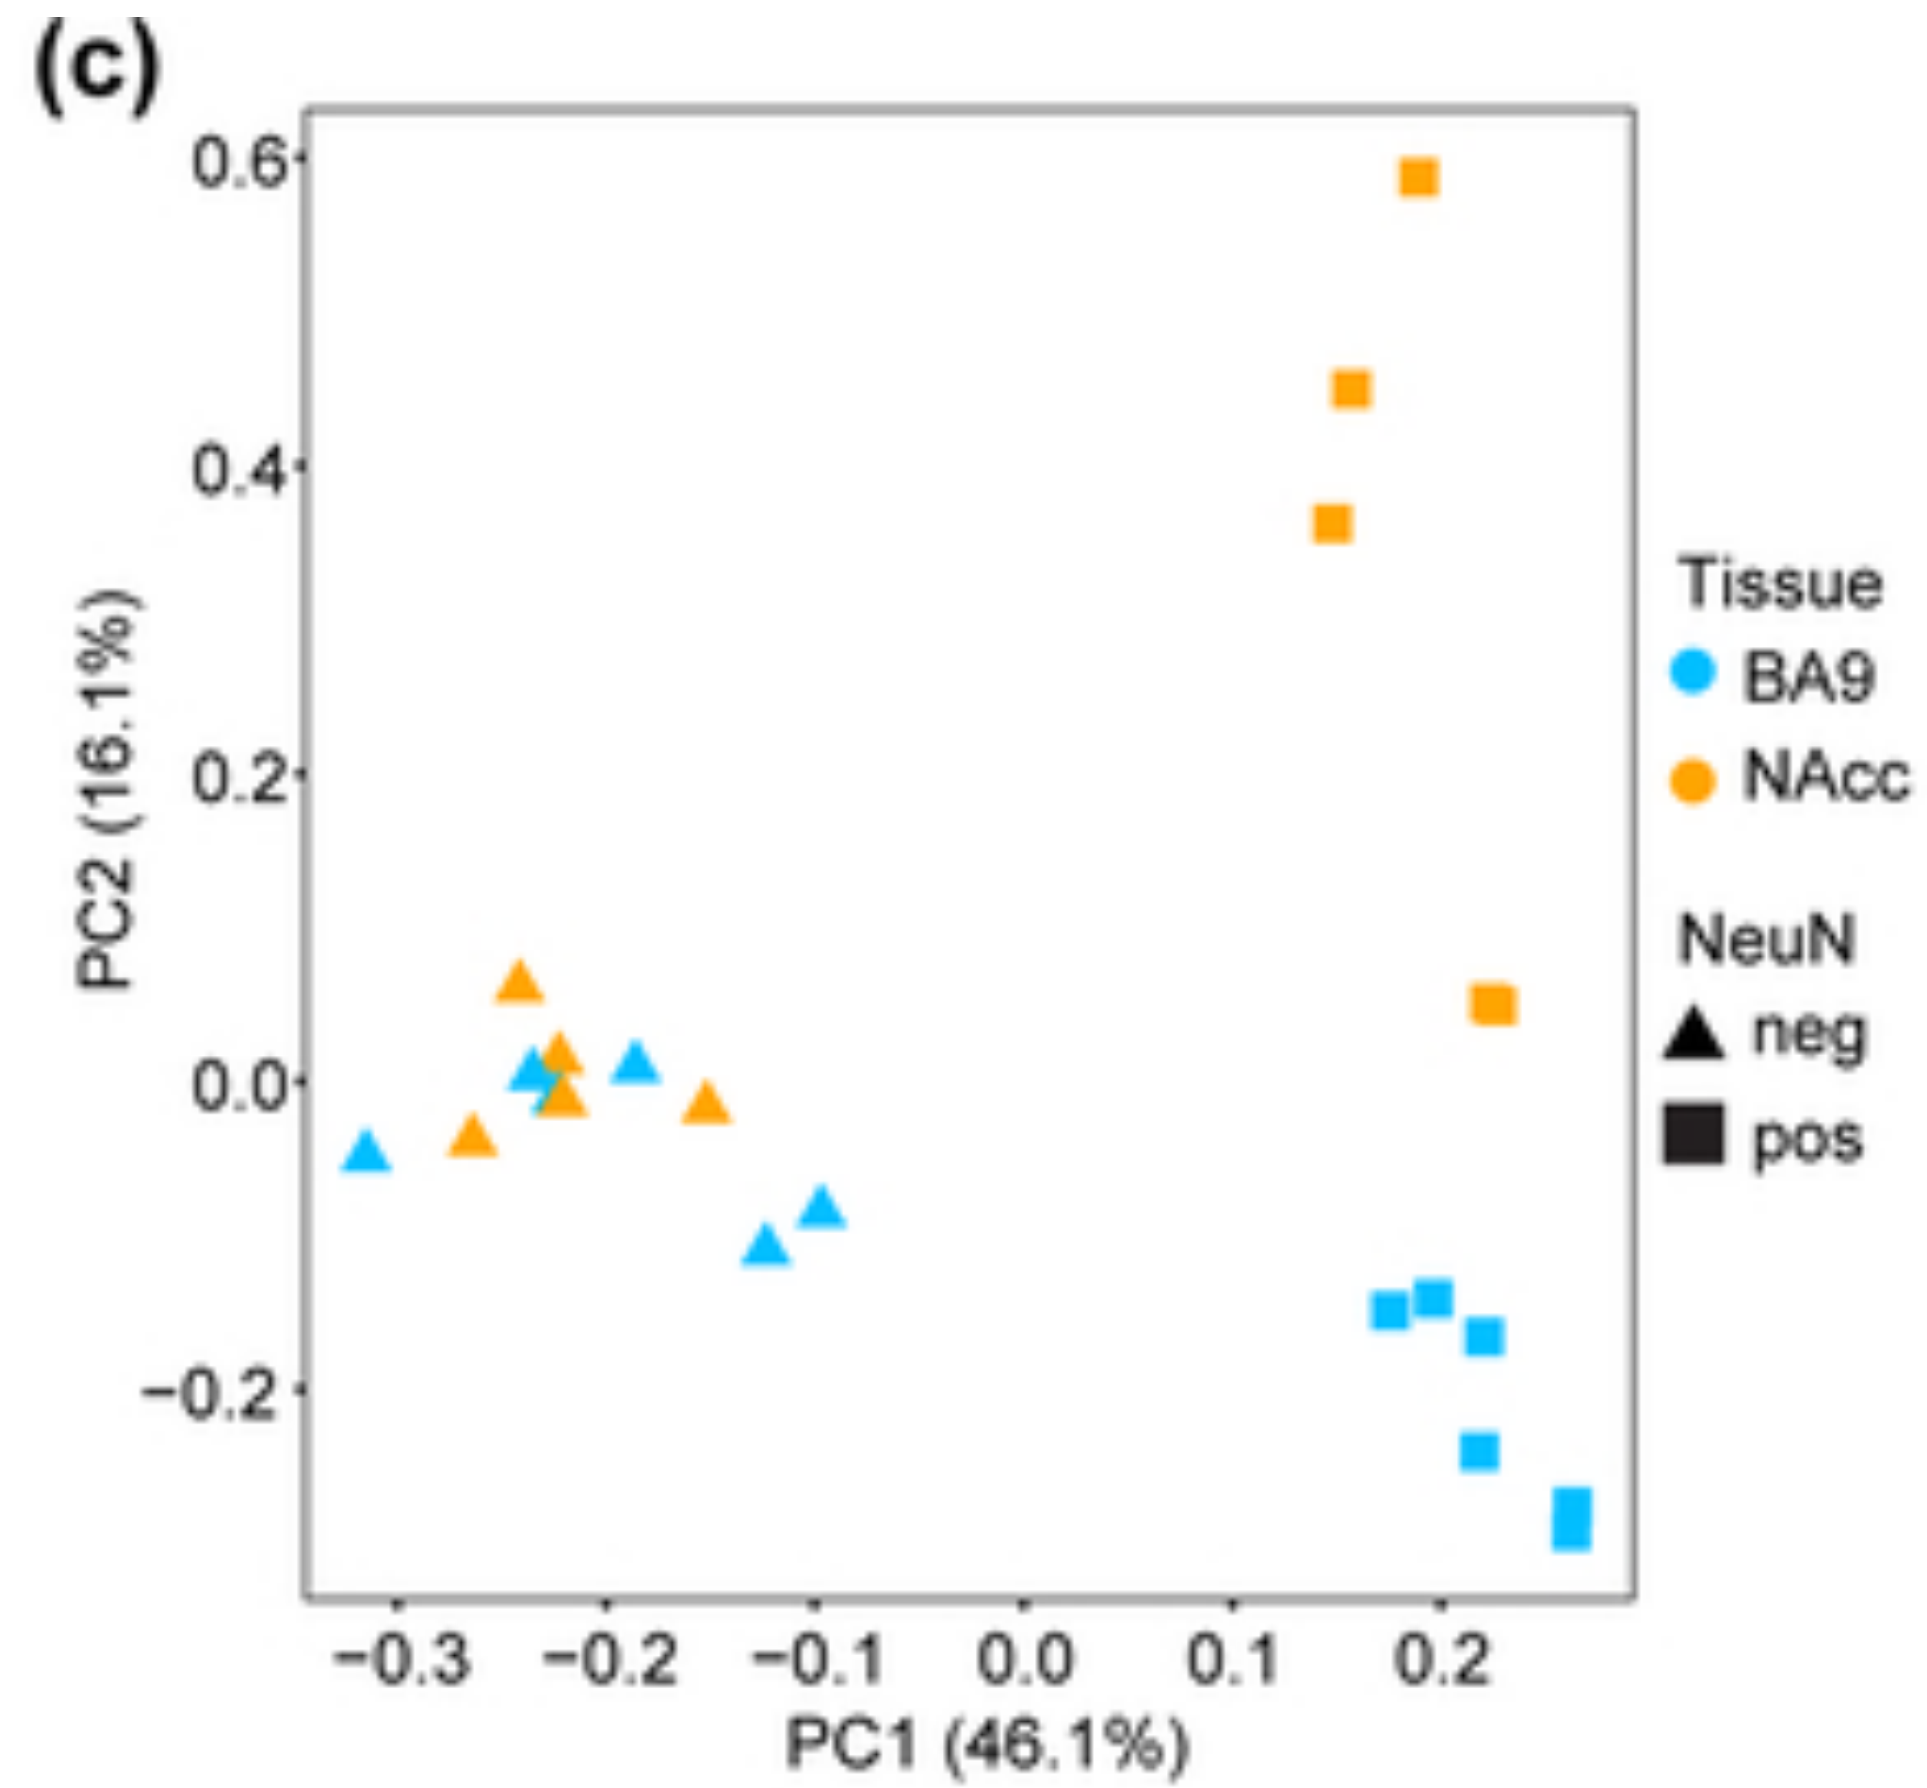 (c)
0.6
0.4
0.2
0.0
−0.2
PC2 (16.1%)
−0.3 −0.2 −0.1 0.0 0.1 0.2
PC1 (46.1%)
Tissue
BA9
NAcc
NeuN
neg
pos